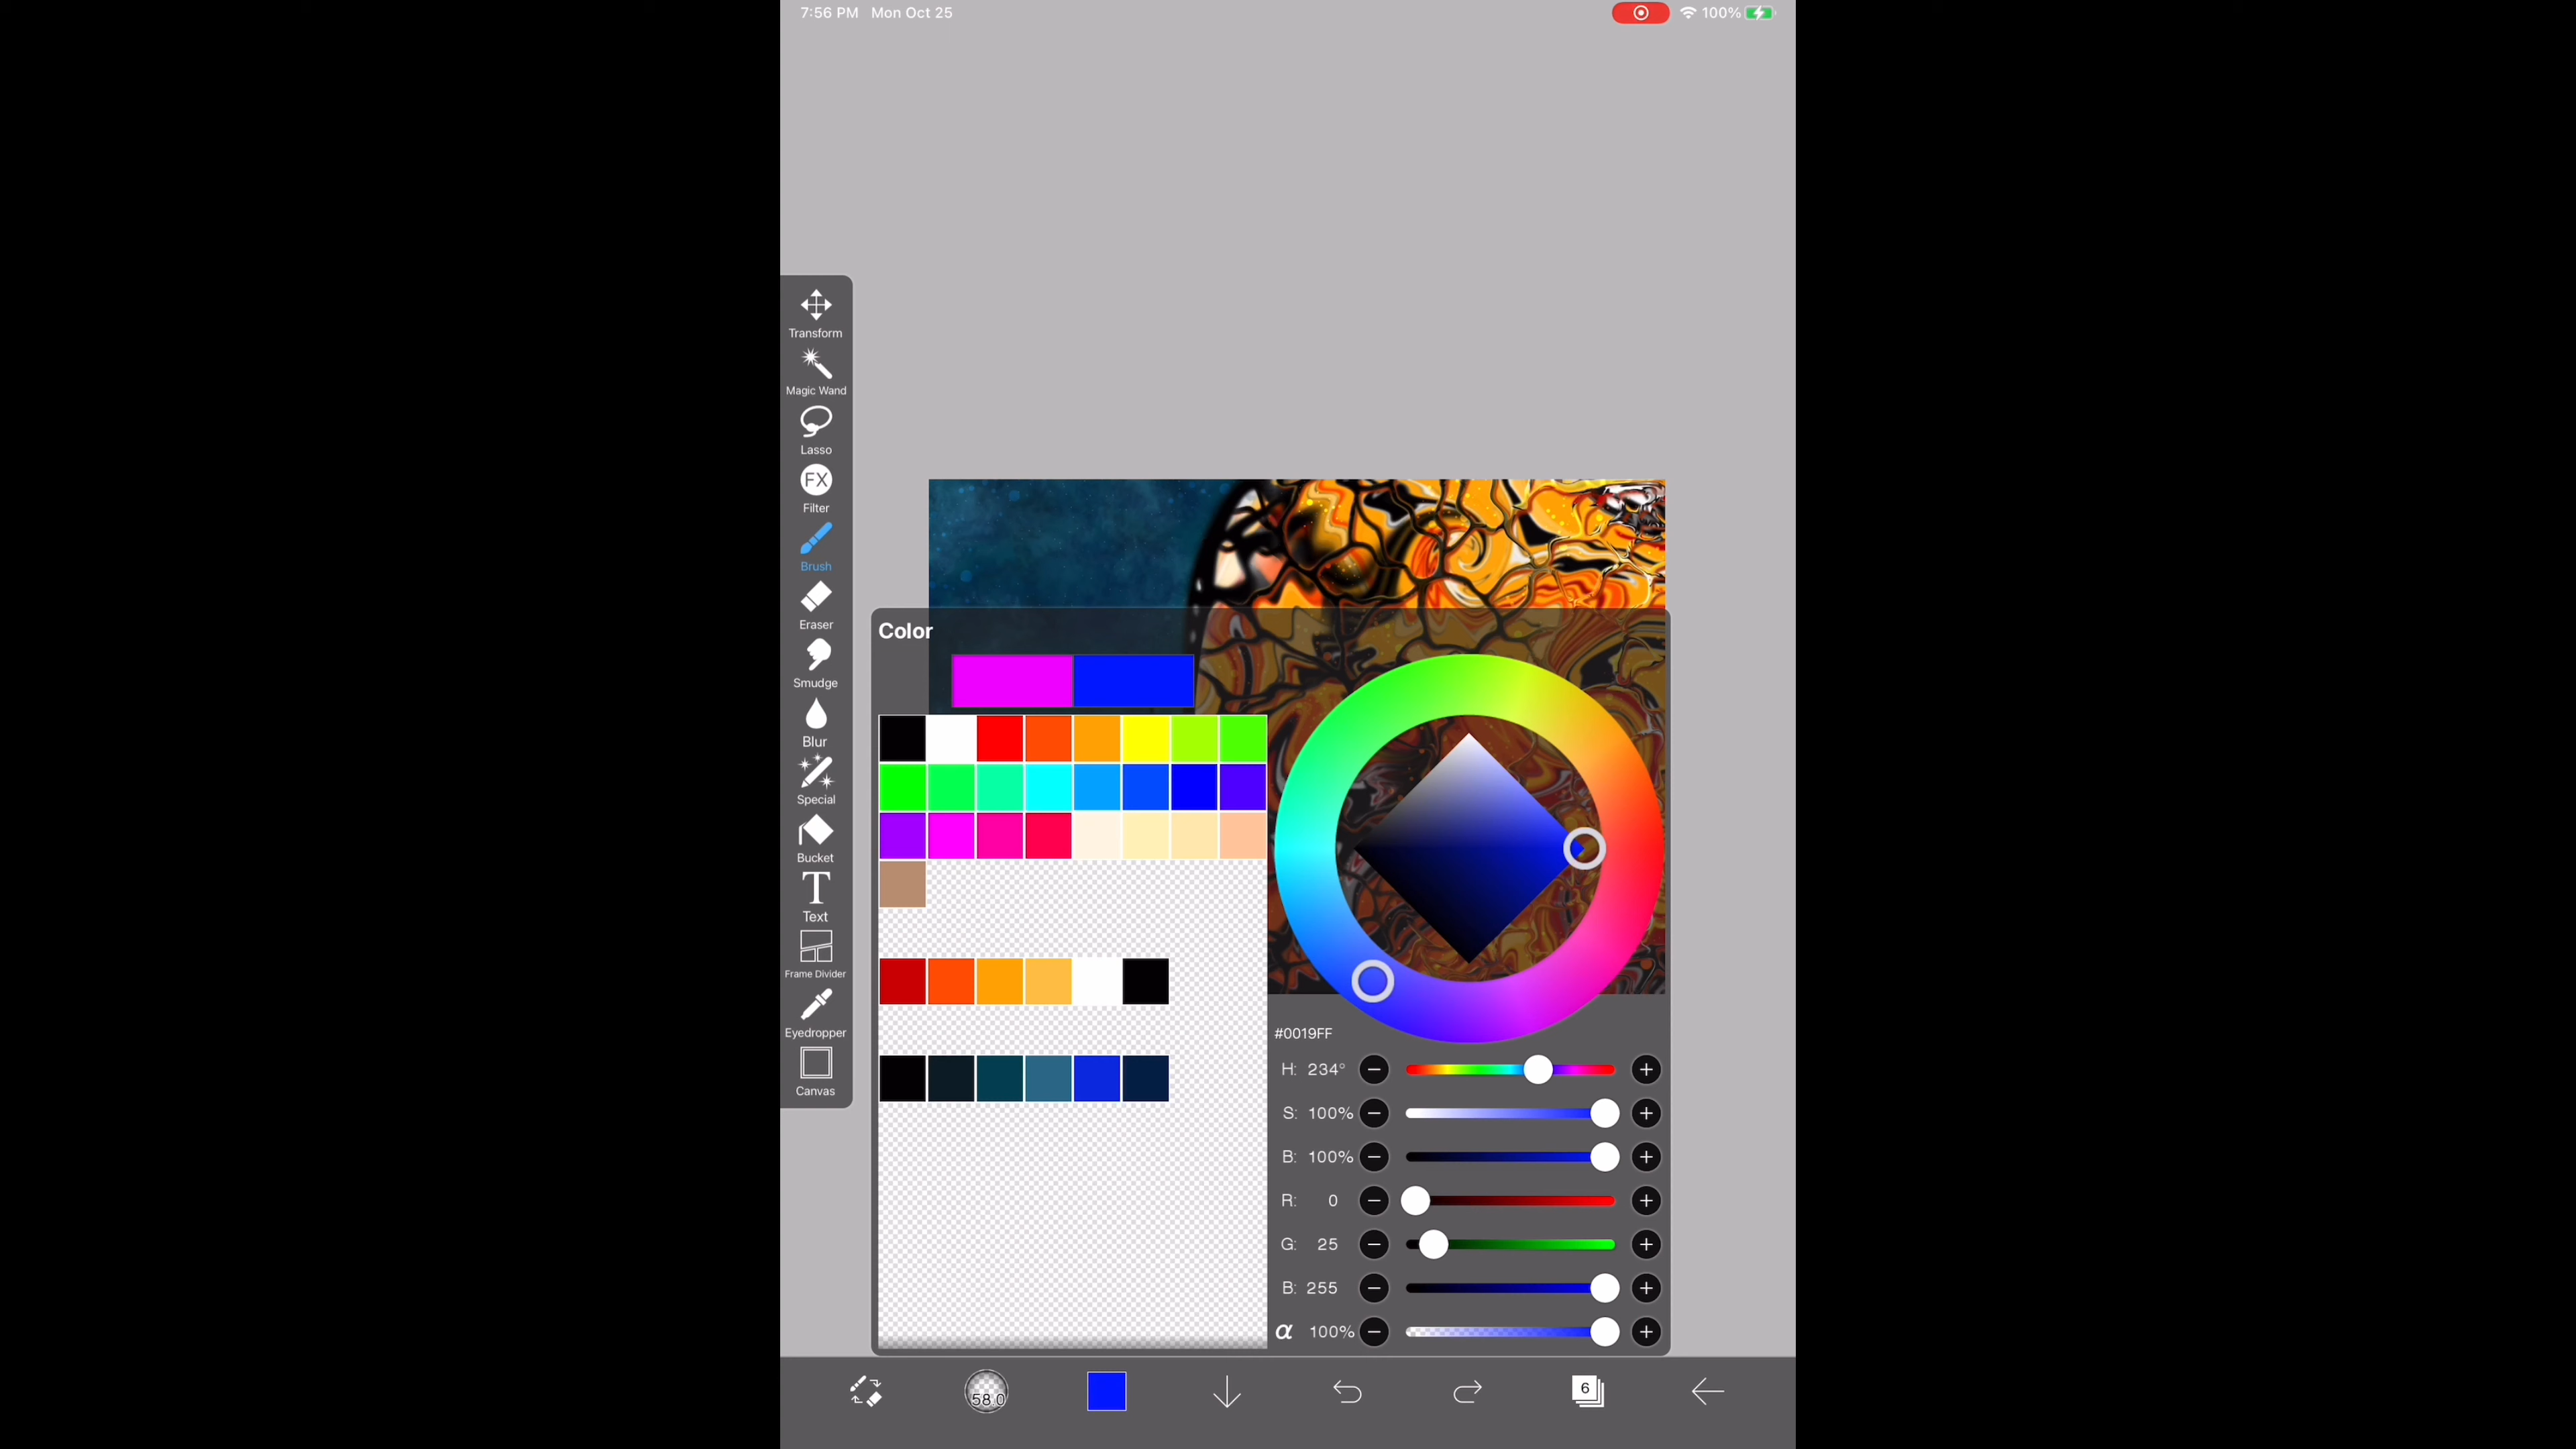 7:56 PM Mon Oct 25
100%
Transform
Magic Wand
Lasso
FX
Filter
Brush
Eraser
Smudge
Blur
Special
Bucket
T
Text
Frame Divider
Eyedropper
Canvas
Color
#0019FF
H: 234°
S: 100%
B: 100%
R: 0
G: 25
B: 255
α 100%
58.0
6